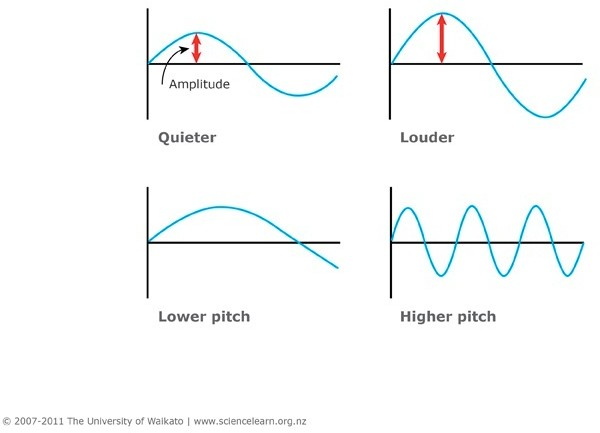 Amplitude
Quieter
Louder
Lower pitch
Higher pitch
© 2007-2011 The University of Waikato | www.sciencelearn.org.nz